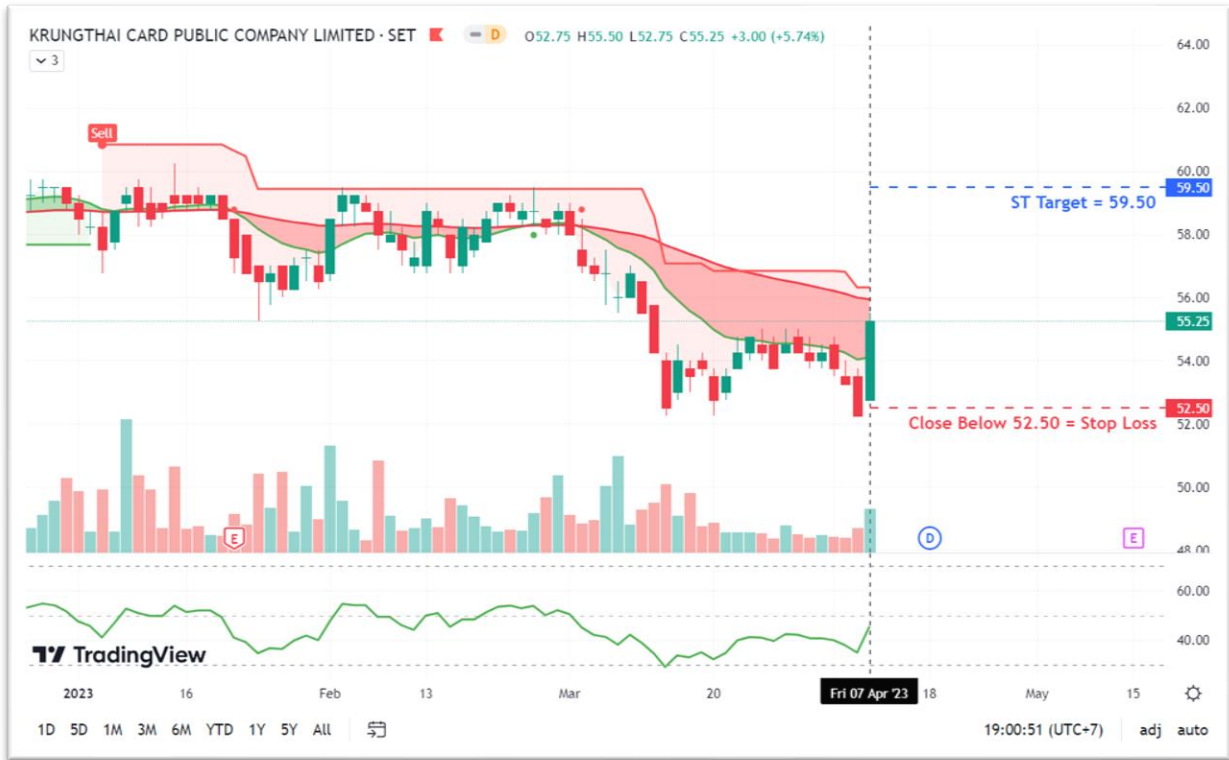 KRUNGTHAI CARD PUBLIC COMPANY LIMITED · SET D O52.75 H55.50 L52.75 C55.25 +3.00 (+5.74%)
3
64.00
62.00
Sell
60.00
59.50
ST Target = 59.50
58.00
56.00
55.25
54.00
52.50
Close Below 52.50 = Stop Loss
52.00
50.00
E D E
48.00
60.00
40.00
TradingView
2023 16 Feb 13 Mar 20 Fri 07 Apr '23 18 May 15
1D 5D 1M 3M 6M YTD 1Y 5Y All 19:00:51 (UTC+7) adj auto